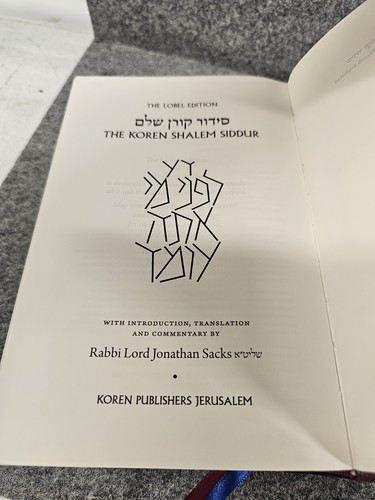 THE LOBEL EDITION
סידור קורן שלם
THE KOREN SHALEM SIDDUR
דע
לפני מי
אתה
עומד
WITH INTRODUCTION, TRANSLATION
AND COMMENTARY BY
Rabbi Lord Jonathan Sacks שליט״א
•
KOREN PUBLISHERS JERUSALEM